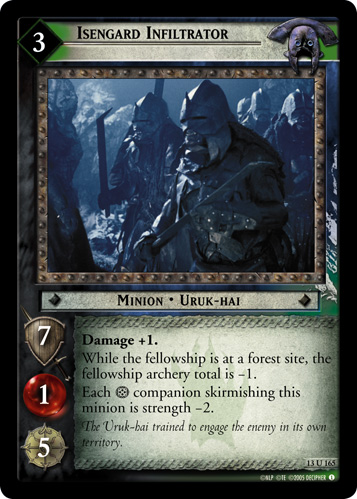 3
Isengard Infiltrator
Minion • Uruk-hai
7
Damage +1.
While the fellowship is at a forest site, the
fellowship archery total is −1.
1
Each companion skirmishing this
minion is strength −2.
5
The Uruk-hai trained to engage the enemy in its own
territory.
13 U 165
©NLP ™TE ©2005 DECIPHER